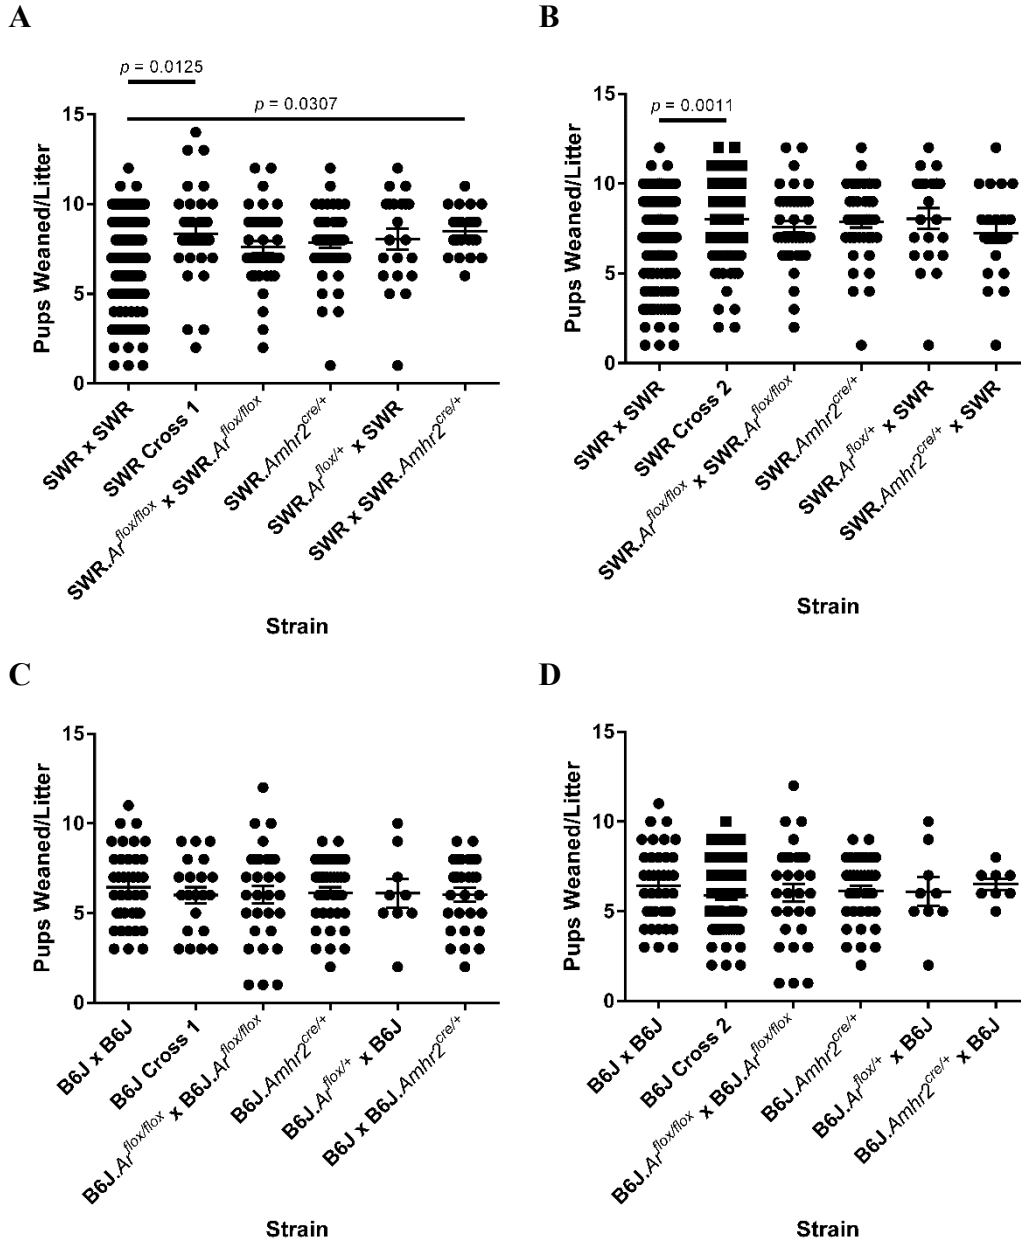 A
p = 0.0125
p = 0.0307
15
10
5
0
Pups Weaned/Litter
SWR x SWR
SWR Cross 1
SWR.Ar^flox/flox x SWR.Ar^flox/flox
SWR.Amhr2^cre/+
SWR.Ar^flox/+ x SWR
SWR x SWR.Amhr2^cre/+
Strain
B
p = 0.0011
15
10
5
0
Pups Weaned/Litter
SWR x SWR
SWR Cross 2
SWR.Ar^flox/flox x SWR.Ar^flox/flox
SWR.Amhr2^cre/+
SWR.Ar^flox/+ x SWR
SWR.Amhr2^cre/+ x SWR
Strain
C
15
10
5
0
Pups Weaned/Litter
B6J x B6J
B6J Cross 1
B6J.Ar^flox/flox x B6J.Ar^flox/flox
B6J.Amhr2^cre/+
B6J.Ar^flox/+ x B6J
B6J x B6J.Amhr2^cre/+
Strain
D
15
10
5
0
Pups Weaned/Litter
B6J x B6J
B6J Cross 2
B6J.Ar^flox/flox x B6J.Ar^flox/flox
B6J.Amhr2^cre/+
B6J.Ar^flox/+ x B6J
B6J.Amhr2^cre/+ x B6J
Strain